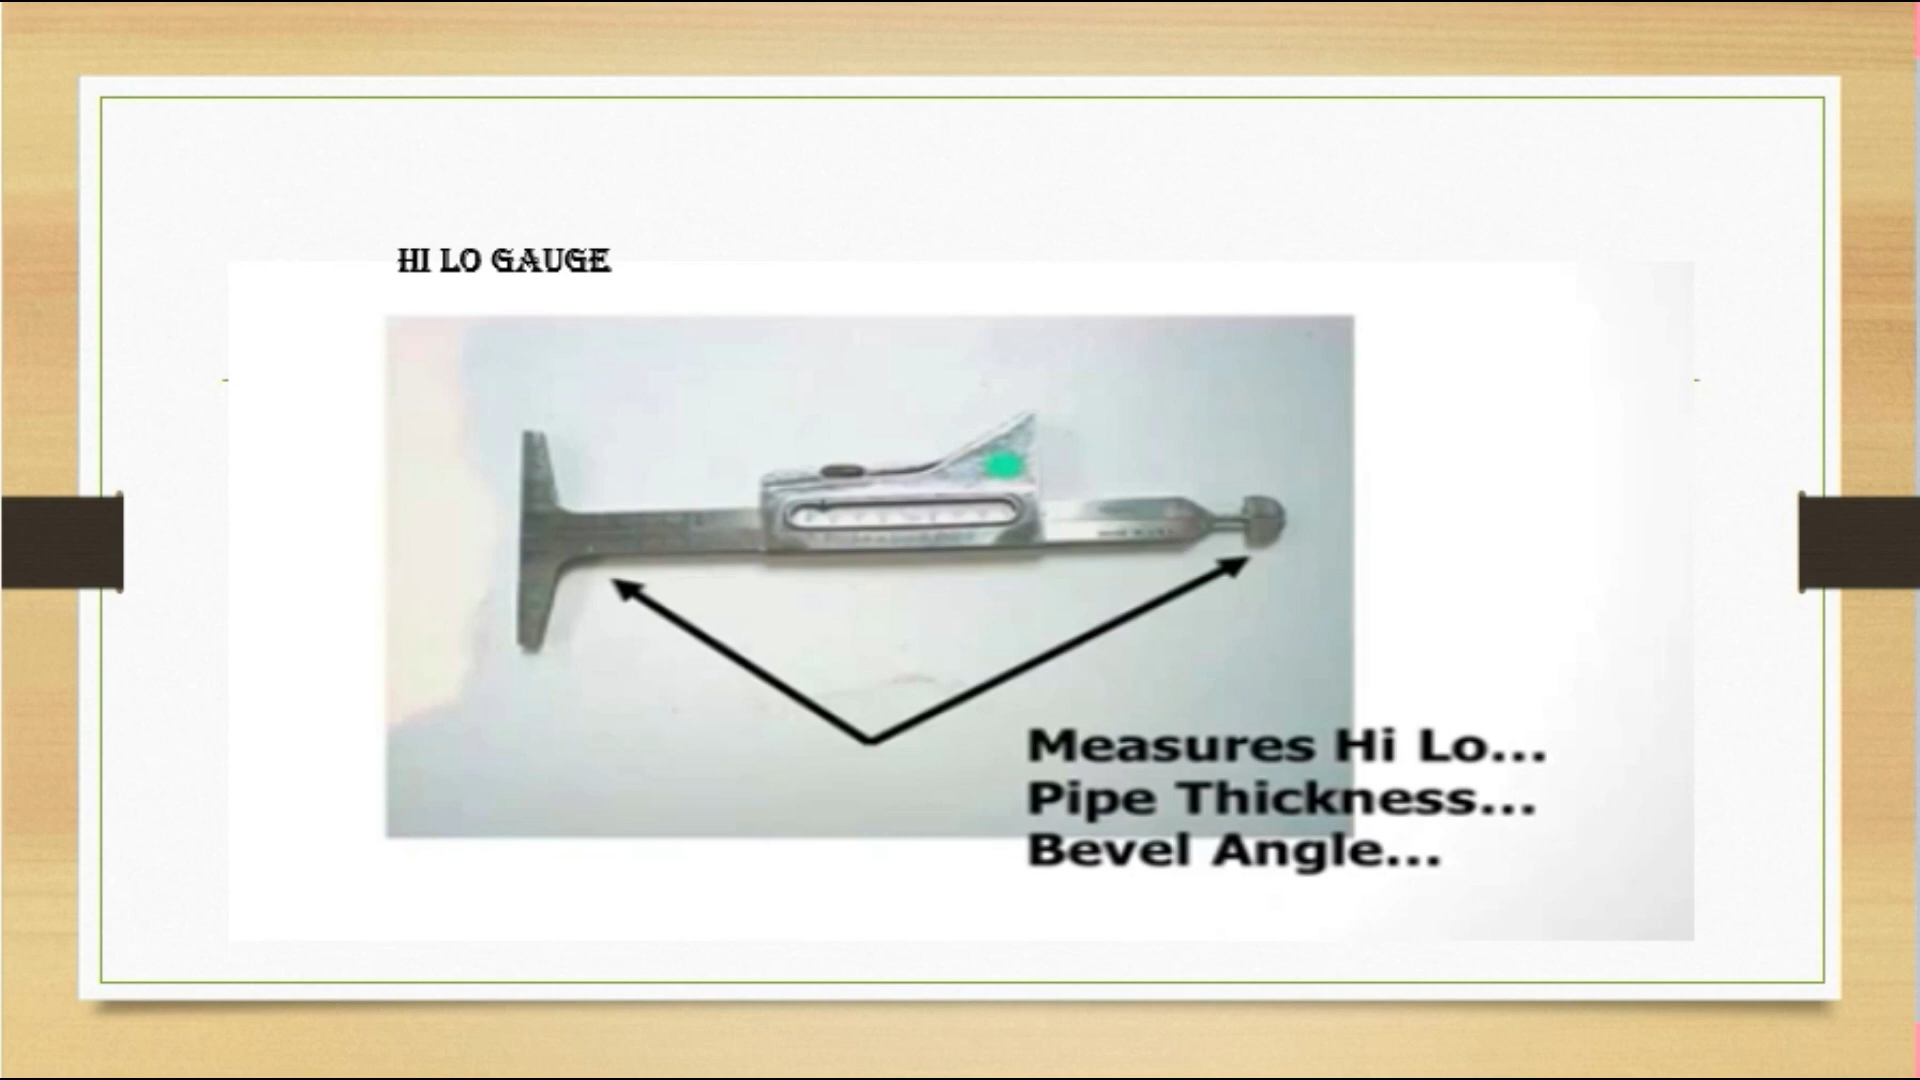 HI LO GAUGE
Measures Hi Lo...
Pipe Thickness...
Bevel Angle...